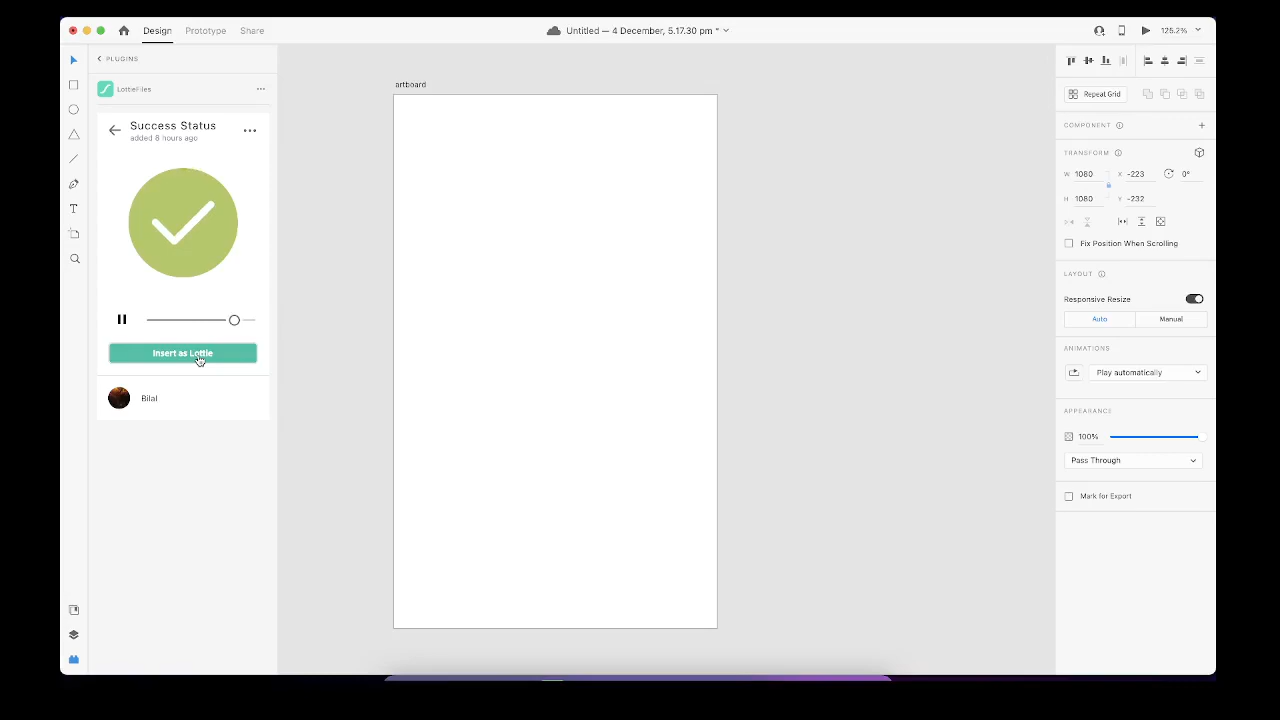 Design Prototype Share
Untitled — 4 December, 5.17.30 pm *
125.2%
PLUGINS
LottieFiles
Success Status
added 8 hours ago
Insert as Lottie
Bilal
artboard
Repeat Grid
COMPONENT
TRANSFORM
W 1080 X -223 0°
H 1080 Y -232
Fix Position When Scrolling
LAYOUT
Responsive Resize
Auto Manual
ANIMATIONS
Play automatically
APPEARANCE
100%
Pass Through
Mark for Export